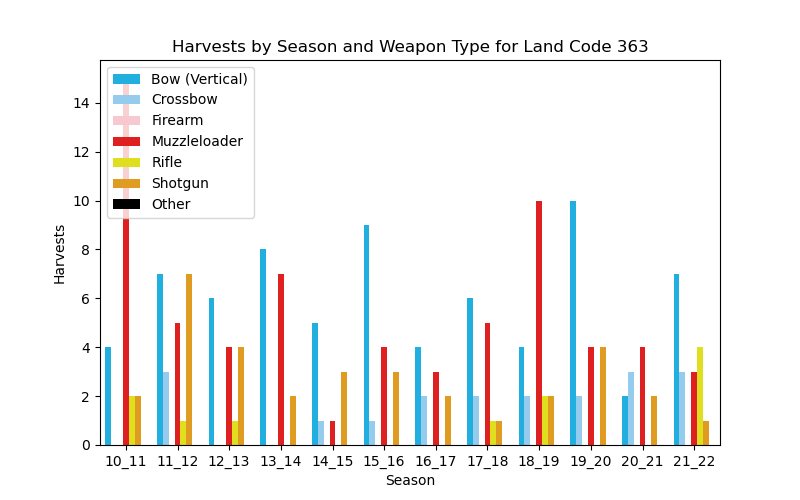 Harvests by Season and Weapon Type for Land Code 363
Bow (Vertical)
Crossbow
Firearm
Muzzleloader
Rifle
Shotgun
Other
14
12
10
8
6
4
2
0
Harvests
10_11 11_12 12_13 13_14 14_15 15_16 16_17 17_18 18_19 19_20 20_21 21_22
Season